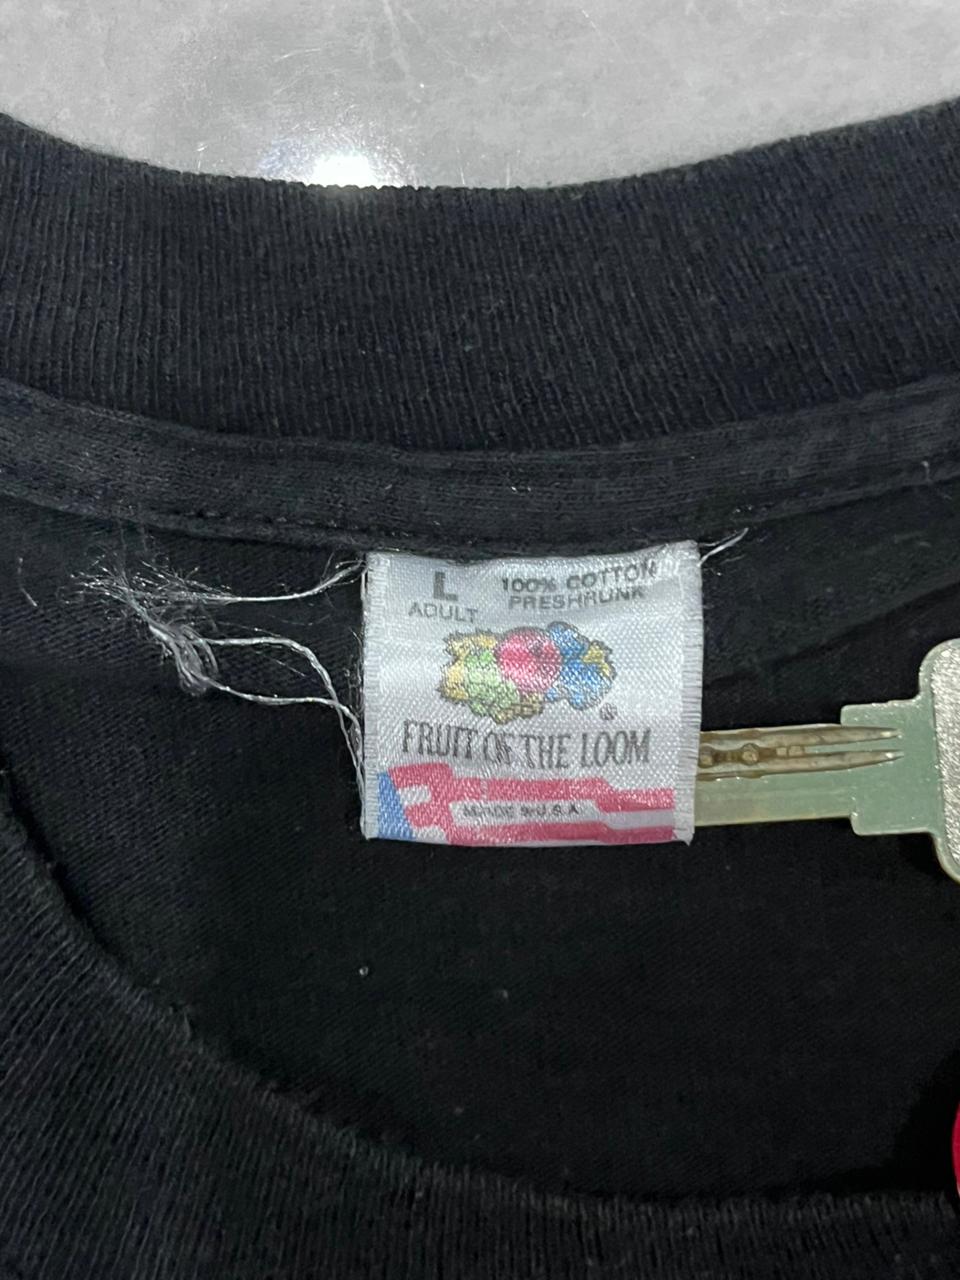 L
ADULT
100% COTTON
PRESHRUNK
®
FRUIT OF THE LOOM
MADE IN U.S.A.